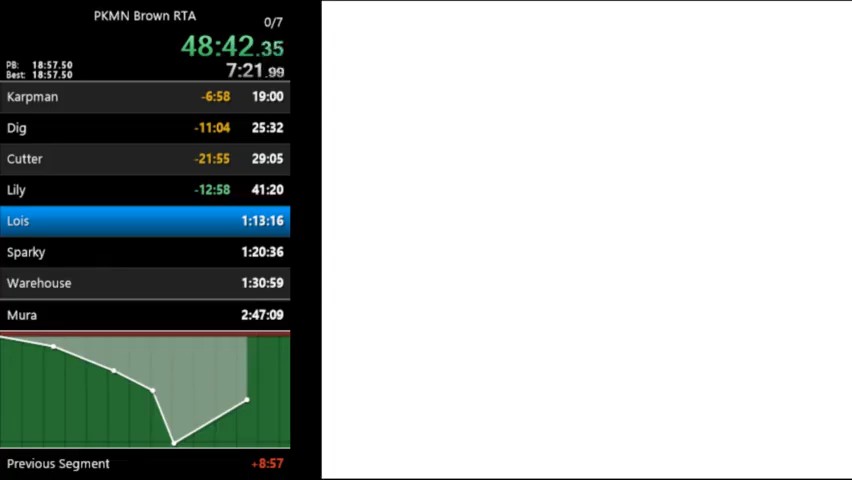 PKMN Brown RTA
0/7
48:42.35
PB: 18:57.50
Best: 18:57.50
7:21.99
Karpman -6:58 19:00
Dig -11:04 25:32
Cutter -21:55 29:05
Lily -12:58 41:20
Lois 1:13:16
Sparky 1:20:36
Warehouse 1:30:59
Mura 2:47:09
Previous Segment +8:57